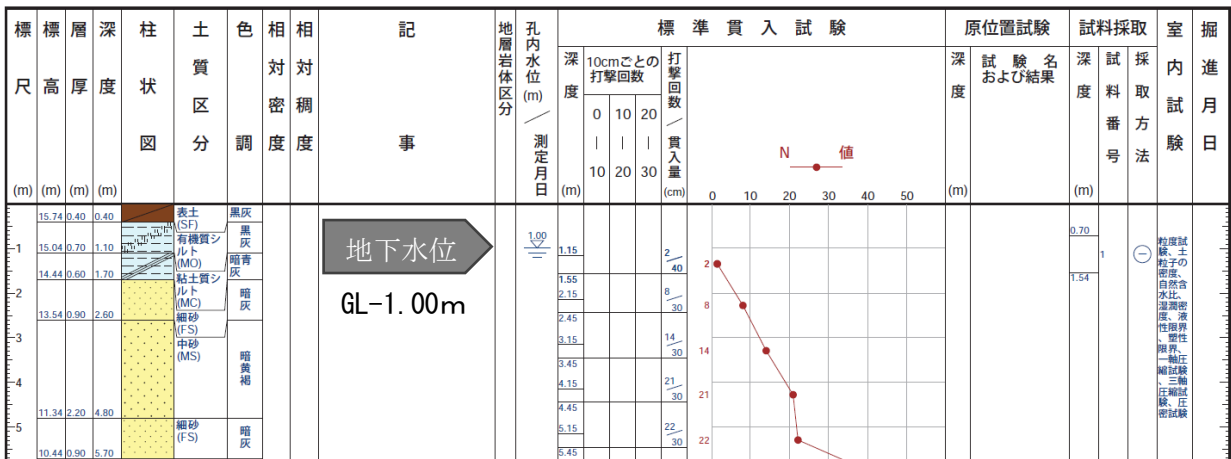 標尺
(m)
標高
(m)
層厚
(m)
深度
(m)
柱状図
土質区分
色調
相対密度
相対稠度
記事
地層岩体区分
孔内水位(m)／測定月日
標準貫入試験
深度
(m)
10cmごとの
打撃回数
0
|
10
10
|
20
20
|
30
打撃回数／貫入量
(cm)
N 値
0 10 20 30 40 50
原位置試験
深度
(m)
試験名
および結果
試料採取
深度
(m)
試料番号
採取方法
室内試験
掘進月日
15.74 0.40 0.40
表土
(SF)
黒灰
15.04 0.70 1.10
有機質シ
ルト
(MO)
黒
灰
14.44 0.60 1.70
粘土質シ
ルト
(MC)
暗青
灰
13.54 0.90 2.60
細砂
(FS)
暗
灰
11.34 2.20 4.80
中砂
(MS)
暗
黄
褐
10.44 0.90 5.70
細砂
(FS)
暗
灰
1
2
3
4
5
地下水位
GL-1.00m
1.00
1.15
1.55
2.15
2.45
3.15
3.45
4.15
4.45
5.15
5.45
2
40
8
30
14
30
21
30
22
30
2
8
14
21
22
0.70
1.54
1
粒度試
験、土
粒子の
密度、
自然含
水比、
湿潤密
度、液
性限界
、塑性
限界、
一軸圧
縮試験
、三軸
圧縮試
験、圧
密試験